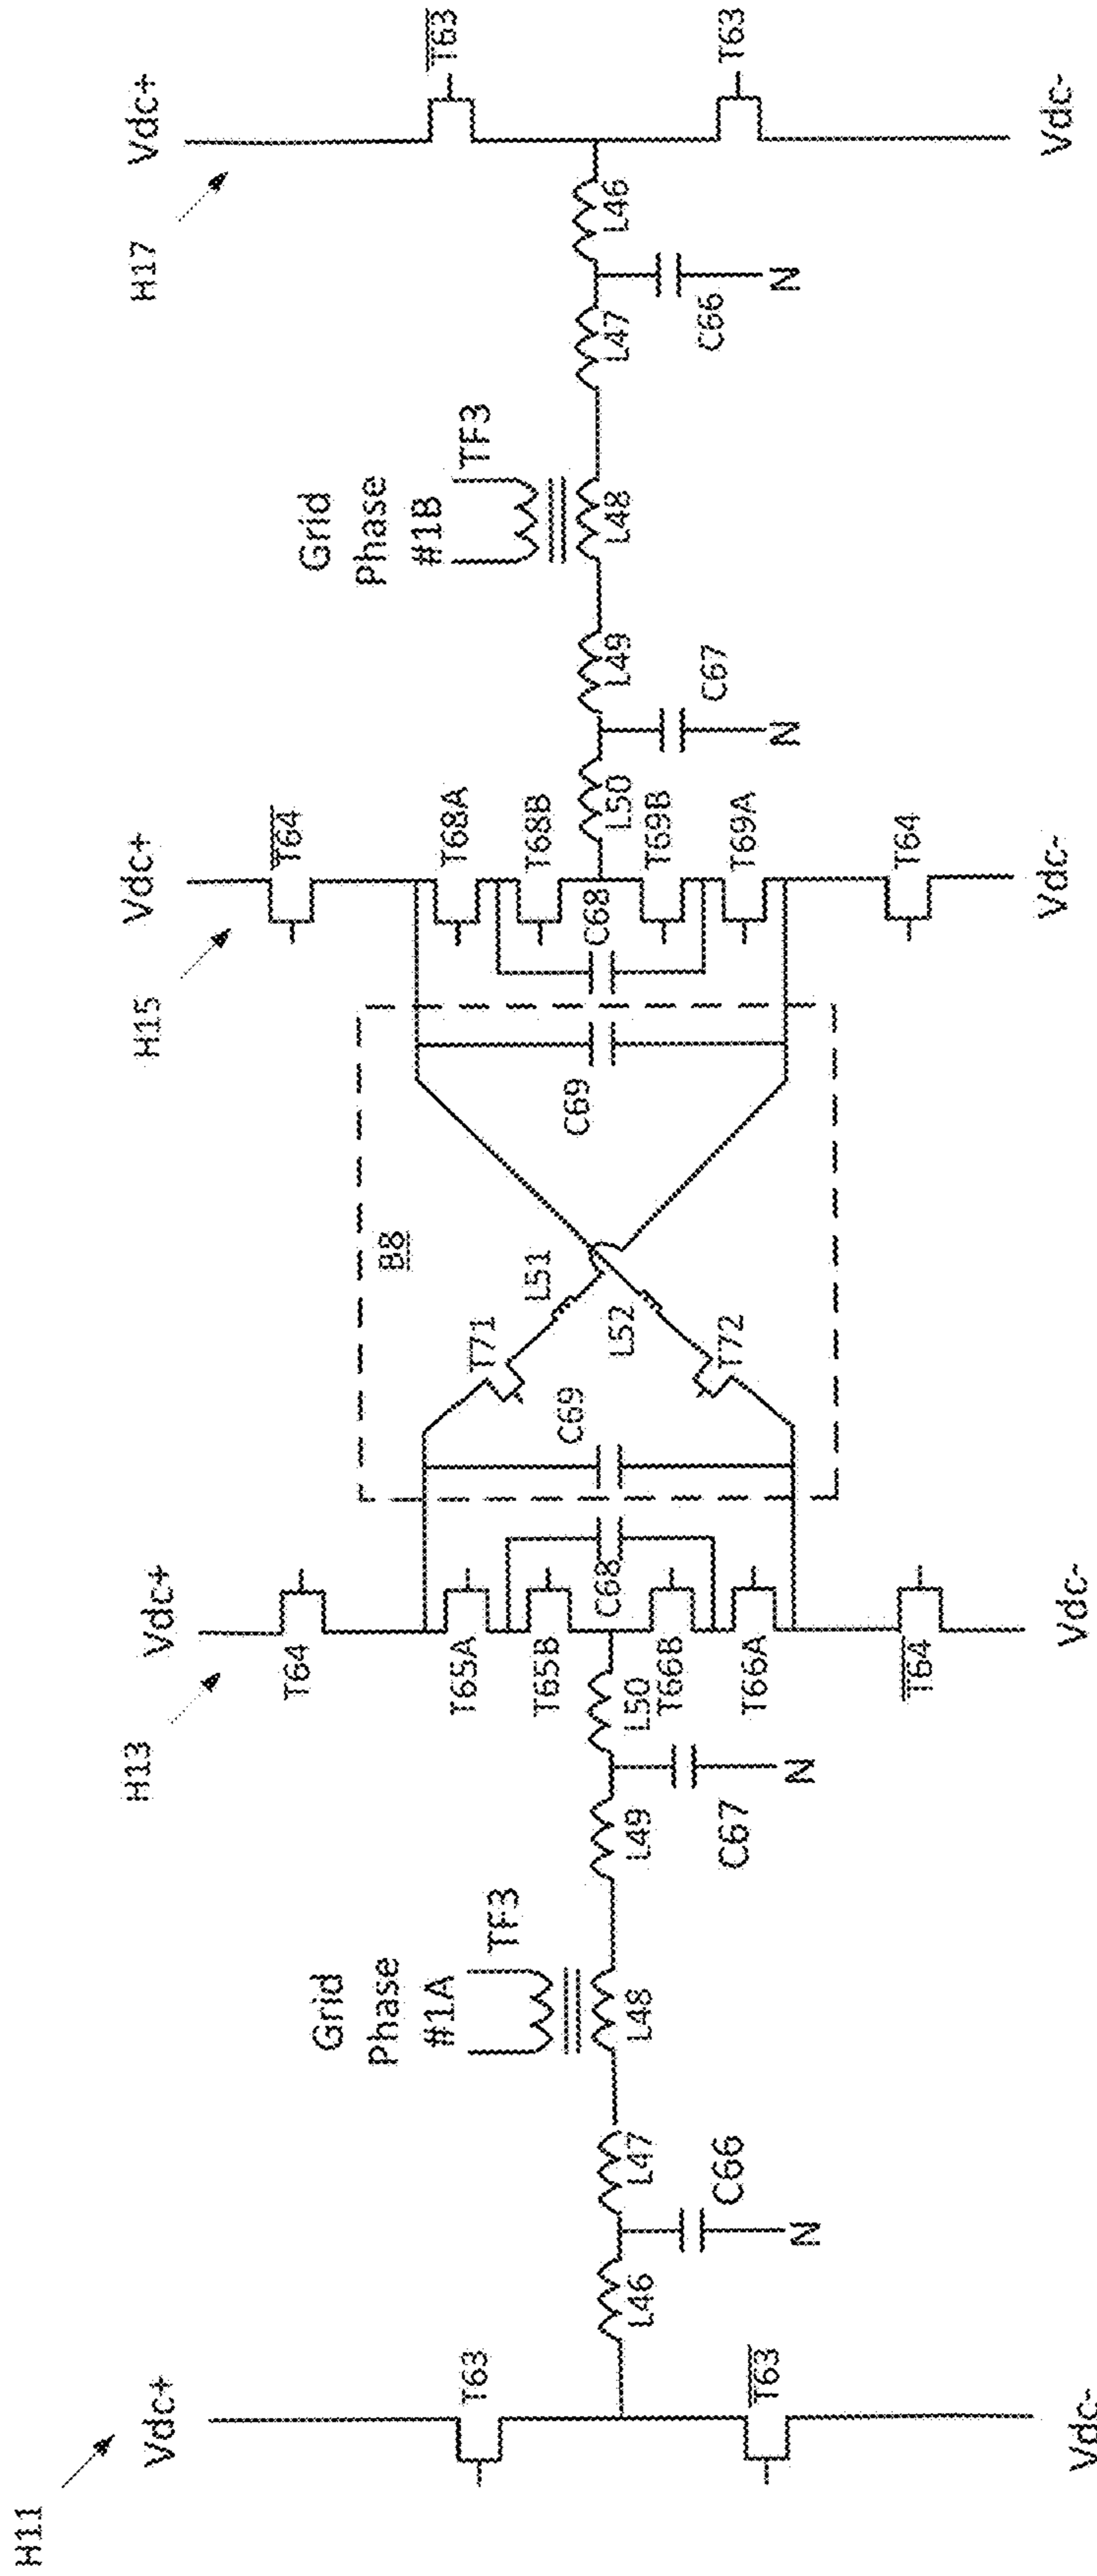 H11
Vdc+
T63
T63
Vdc-
L46
C66
N
L47
Grid
Phase
#1A
TF3
L48
L49
C67
N
L50
H13
Vdc+
T64
T65A
T65B
C68
T66B
T66A
T64
Vdc-
C69
B8
T71
L51
L52
T72
C69
H15
Vdc+
T64
T68A
T68B
C68
T69B
T69A
T64
Vdc-
L50
C67
N
L49
Grid
Phase
#1B
TF3
L48
L47
C66
N
L46
H17
Vdc+
T63
T63
Vdc-